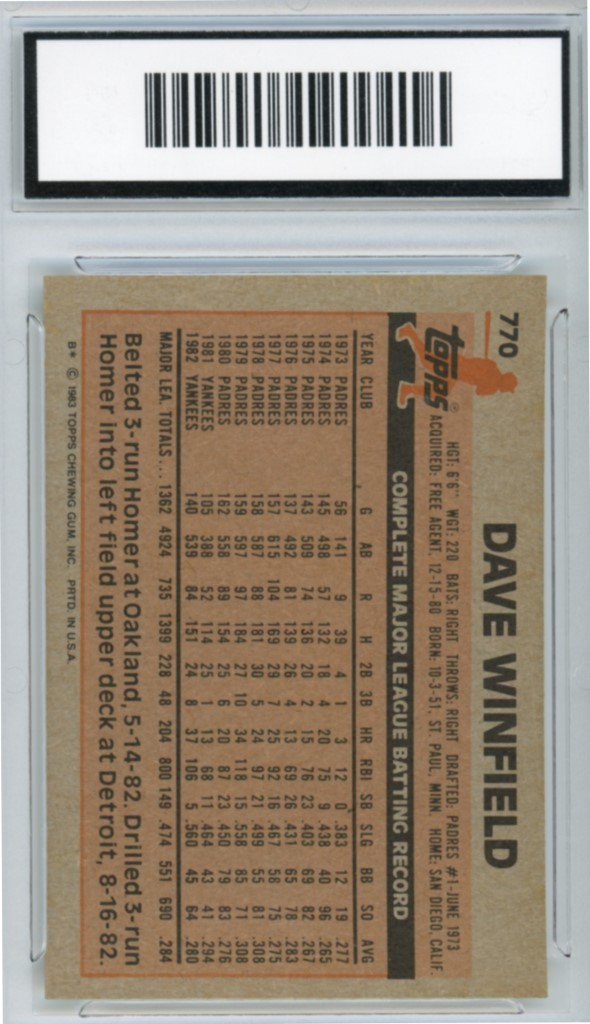 770
DAVE WINFIELD
topps®
HGT: 6'6" WGT: 220 BATS: RIGHT THROWS: RIGHT DRAFTED: PADRES #1-JUNE 1973
ACQUIRED: FREE AGENT, 12-15-80 BORN: 10-3-51, ST. PAUL, MINN. HOME: SAN DIEGO, CALIF.
COMPLETE MAJOR LEAGUE BATTING RECORD
YEAR CLUB G AB R H 2B 3B HR RBI SB SLG BB SO AVG
1973 PADRES 56 141 9 39 4 1 3 12 0 .383 12 19 .277
1974 PADRES 145 498 57 132 18 4 20 75 9 .438 40 96 .265
1975 PADRES 143 509 74 136 20 2 15 76 23 .403 69 82 .267
1976 PADRES 137 492 81 139 26 4 13 69 26 .431 65 78 .283
1977 PADRES 157 615 104 169 29 7 25 92 16 .467 58 75 .275
1978 PADRES 158 587 88 181 30 5 24 97 21 .499 55 81 .308
1979 PADRES 159 597 97 184 27 10 34 118 15 .558 85 71 .308
1980 PADRES 162 558 89 154 25 6 20 87 23 .450 79 83 .276
1981 YANKEES 105 388 52 114 25 1 13 68 11 .464 43 41 .294
1982 YANKEES 140 539 84 151 24 8 37 106 5 .560 45 64 .280
MAJOR LEA. TOTALS... 1362 4924 735 1399 228 48 204 800 149 .474 551 690 .284
Belted 3-run Homer at Oakland, 5-14-82. Drilled 3-run
Homer into left field upper deck at Detroit, 8-16-82.
B* © 1983 TOPPS CHEWING GUM, INC. PRTD. IN U.S.A.